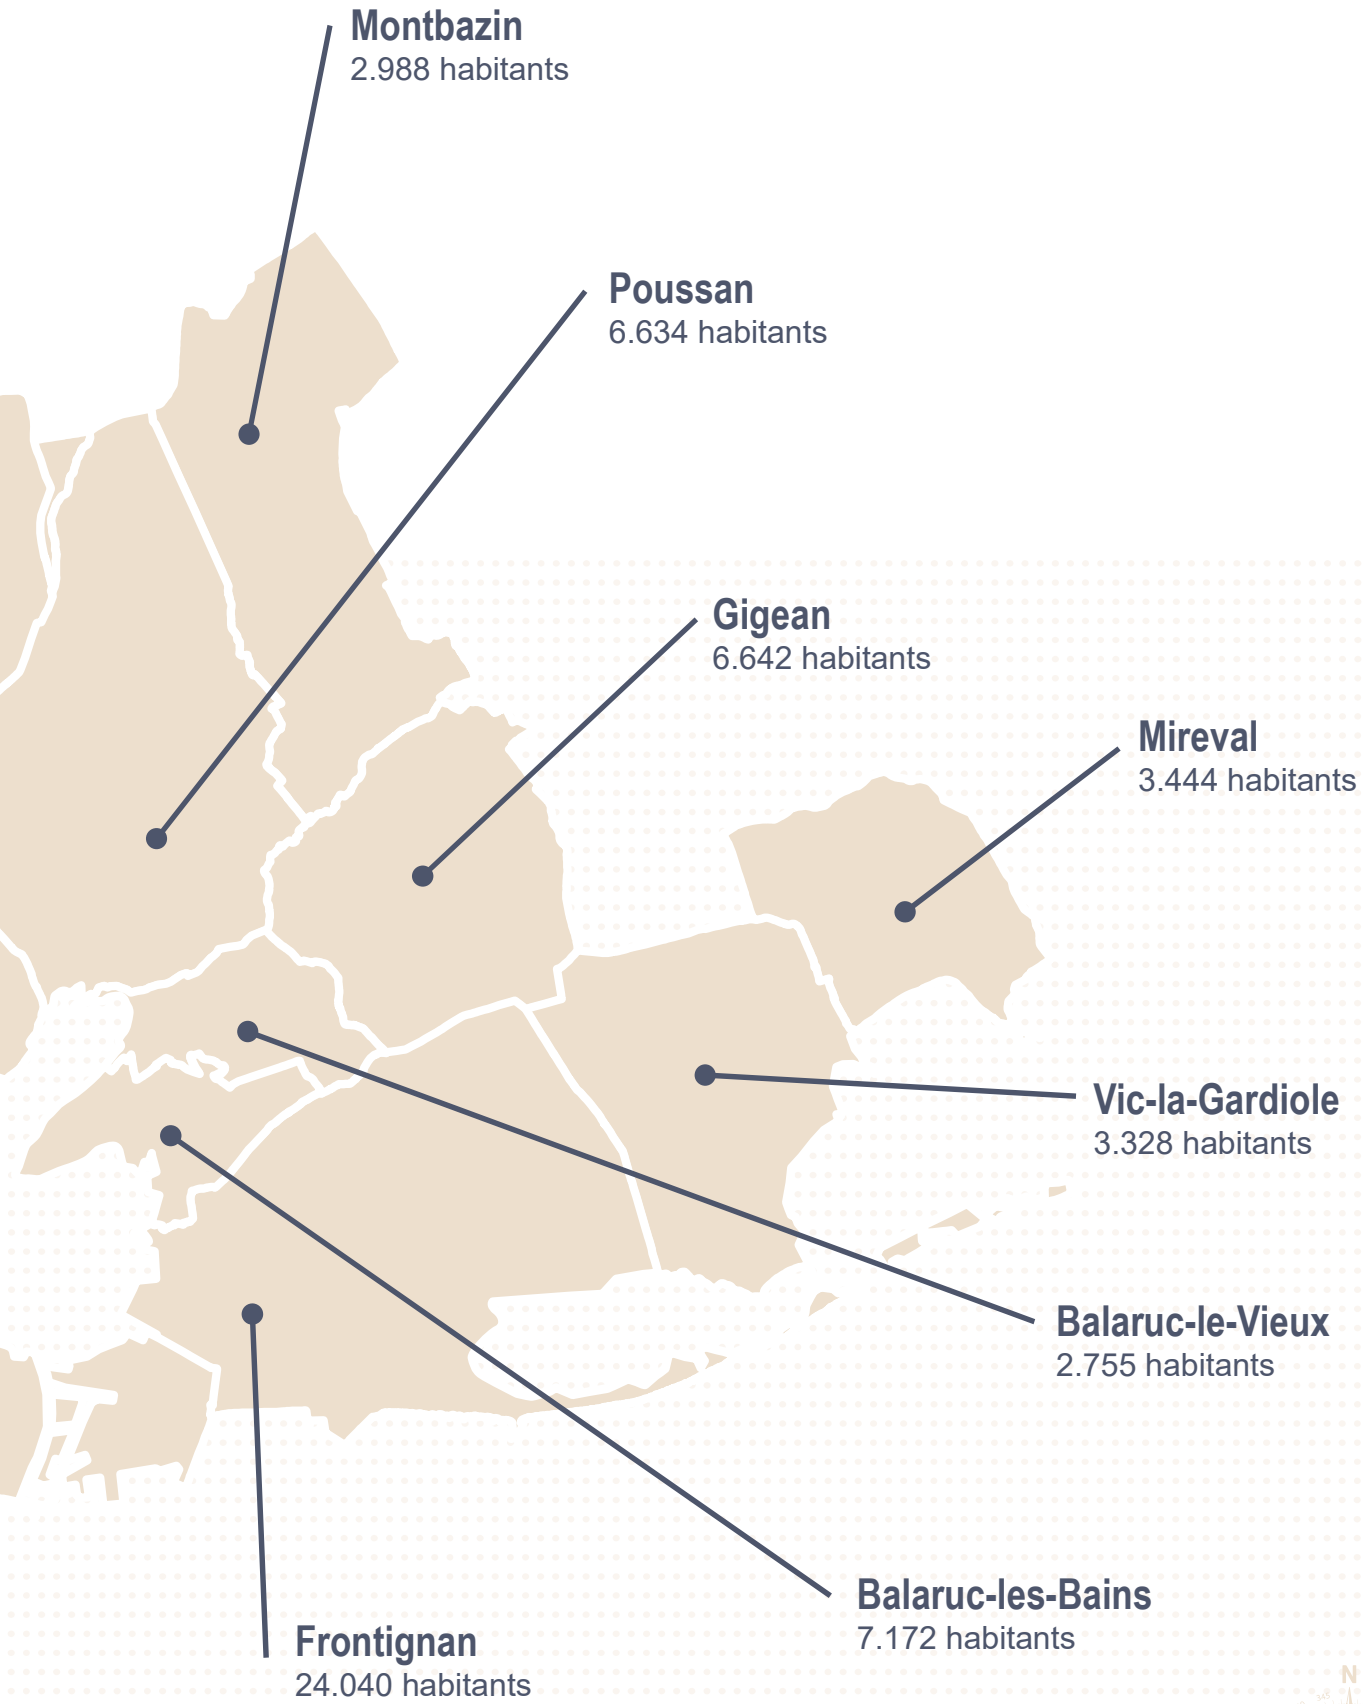 Montbazin
2.988 habitants
Poussan
6.634 habitants
Gigean
6.642 habitants
Mireval
3.444 habitants
Vic-la-Gardiole
3.328 habitants
Balaruc-le-Vieux
2.755 habitants
Balaruc-les-Bains
7.172 habitants
Frontignan
24.040 habitants
N